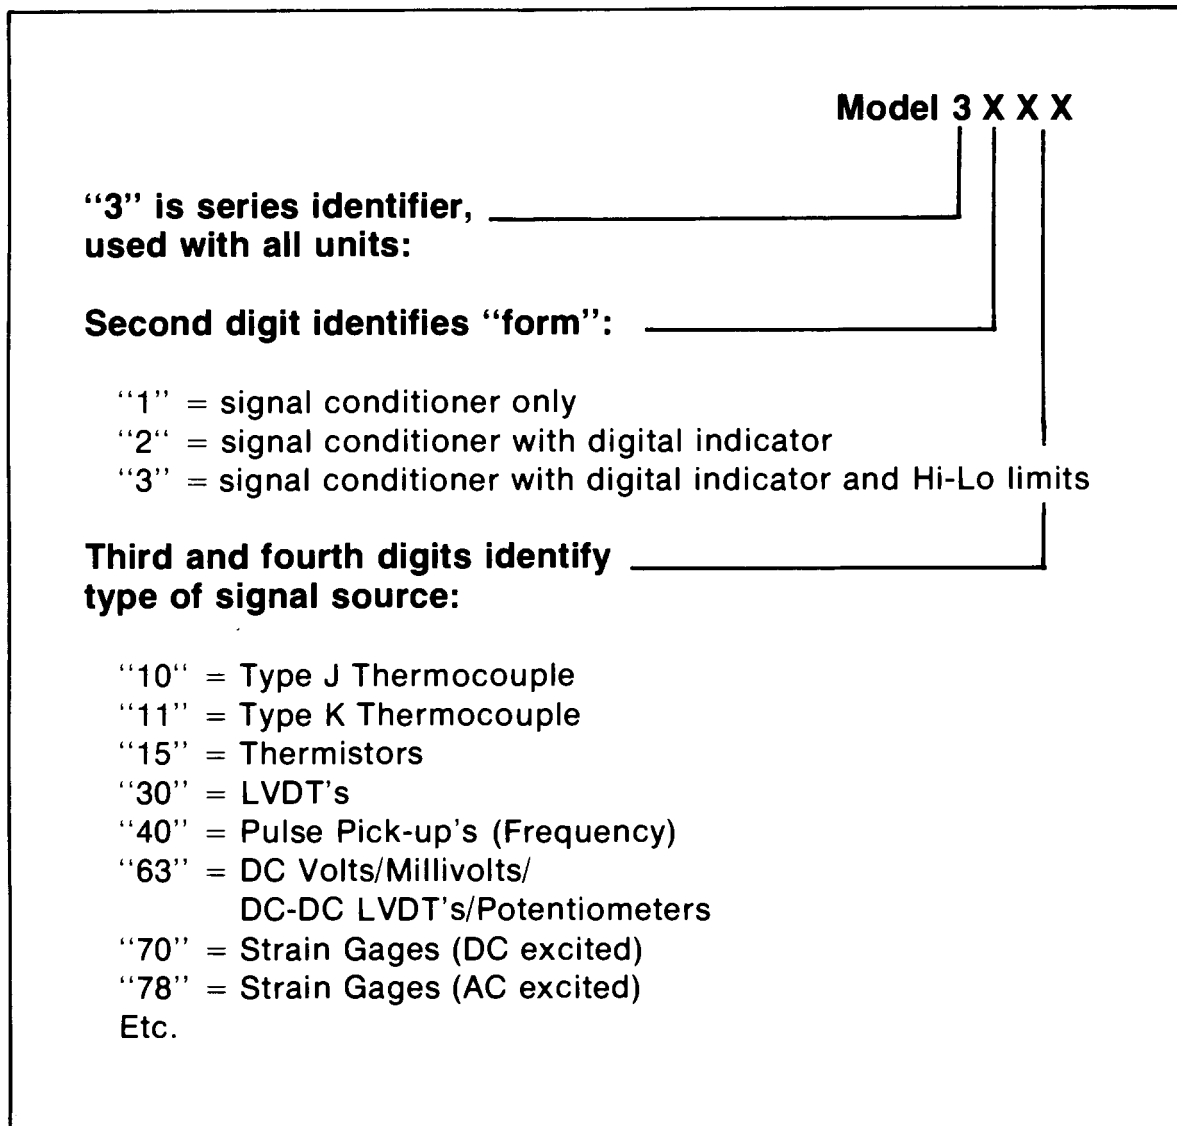 Model 3 X X X
“3” is series identifier,
used with all units:
Second digit identifies “form”:
“1” = signal conditioner only
“2“ = signal conditioner with digital indicator
“3” = signal conditioner with digital indicator and Hi-Lo limits
Third and fourth digits identify
type of signal source:
“10“ = Type J Thermocouple
“11” = Type K Thermocouple
“15” = Thermistors
“30” = LVDT's
“40” = Pulse Pick-up's (Frequency)
“63” = DC Volts/Millivolts/
DC-DC LVDT's/Potentiometers
“70” = Strain Gages (DC excited)
“78” = Strain Gages (AC excited)
Etc.